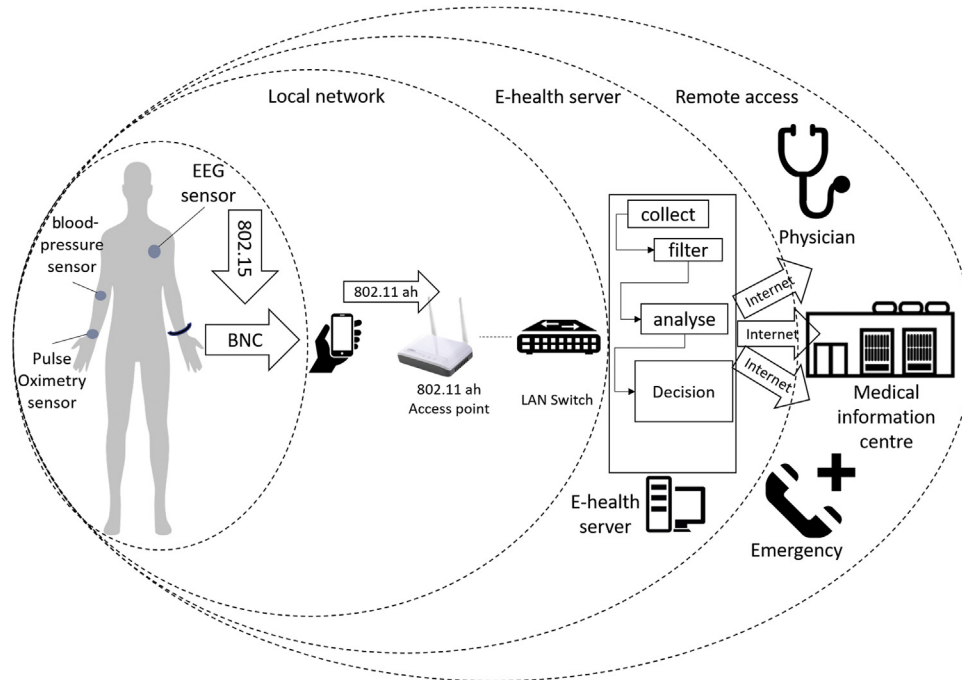 Local network
E-health server
Remote access
EEG
sensor
blood-
pressure
sensor
802.15
Pulse
Oximetry
sensor
BNC
802.11 ah
802.11 ah
Access point
LAN Switch
collect
filter
analyse
Decision
E-health
server
Internet
Internet
Internet
Physician
Medical
information
centre
Emergency